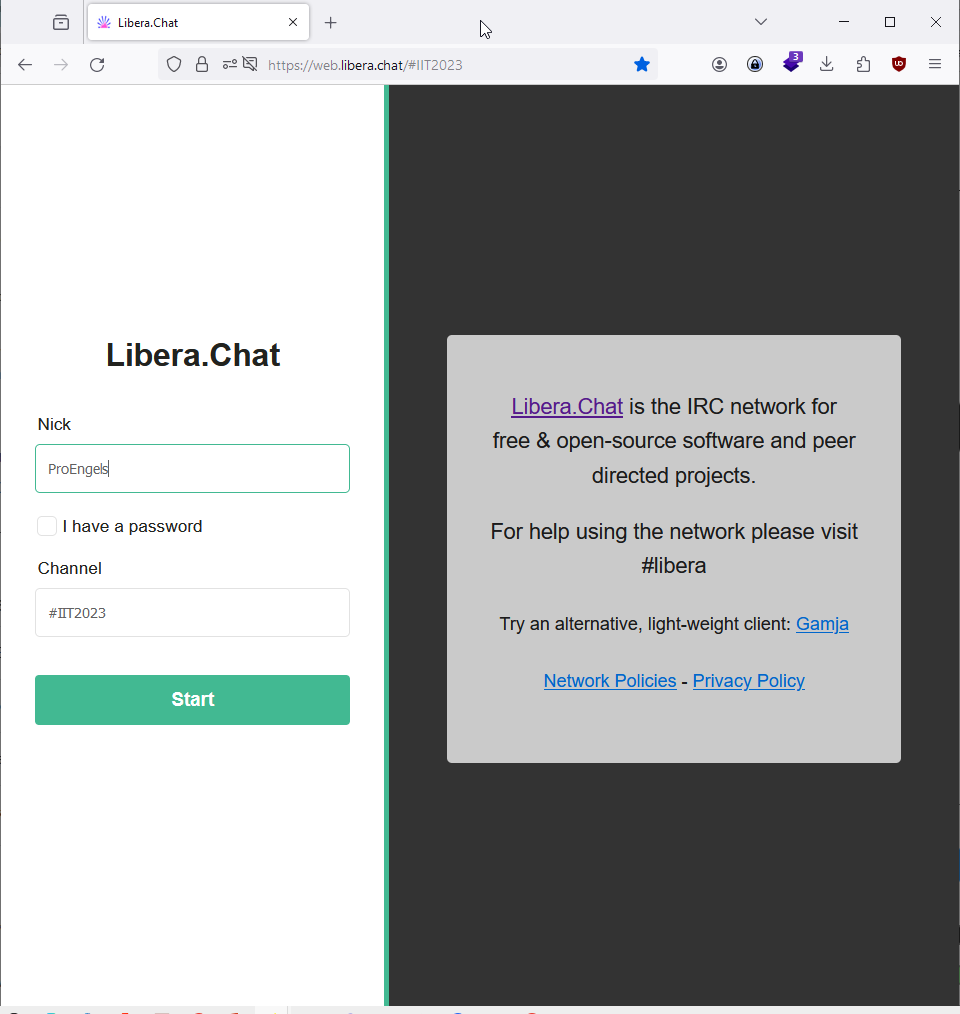 Libera.Chat
https://web.libera.chat/#IIT2023
3
Libera.Chat
Nick
ProEngels
I have a password
Channel
#IIT2023
Start
Libera.Chat is the IRC network for
free & open-source software and peer
directed projects.
For help using the network please visit
#libera
Try an alternative, light-weight client: Gamja
Network Policies - Privacy Policy